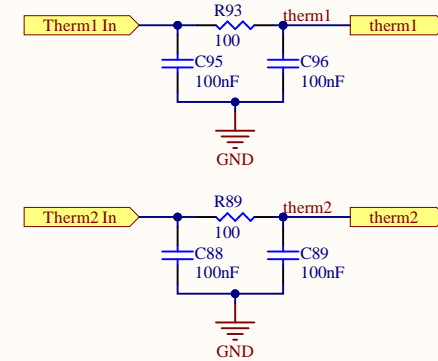 R93
therm1
Therm1 In
therm1
100
C95
C96
100nF
100nF
GND
R89
therm2
Therm2 In
therm2
100
C88
C89
100nF
100nF
GND